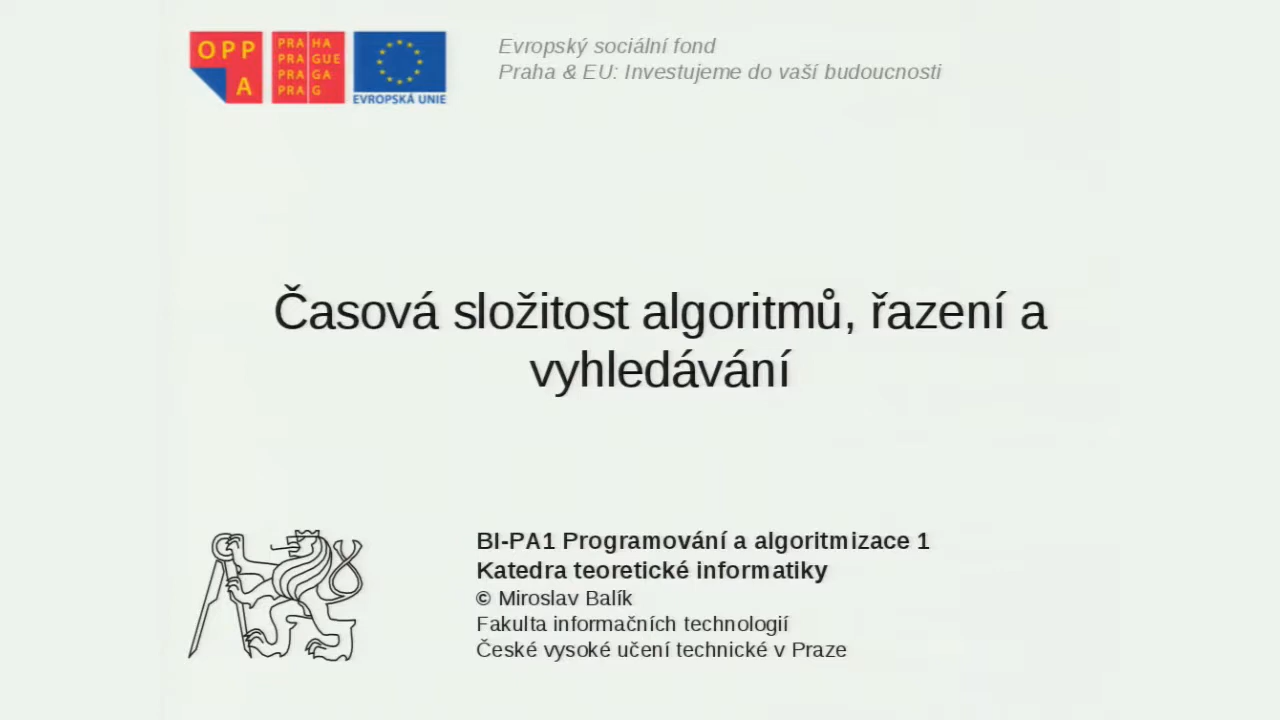 OPP
A
PRA HA
PRA GUE
PRA GA
PRA G
EVROPSKÁ UNIE
Evropský sociální fond
Praha & EU: Investujeme do vaší budoucnosti
Časová složitost algoritmů, řazení a
vyhledávání
BI-PA1 Programování a algoritmizace 1
Katedra teoretické informatiky
© Miroslav Balík
Fakulta informačních technologií
České vysoké učení technické v Praze